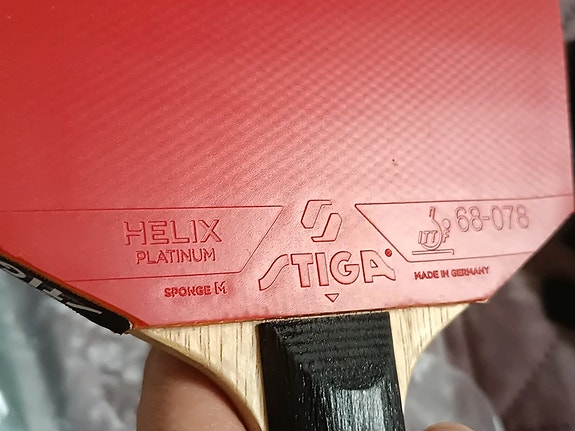 HELIX
PLATINUM
SPONGE M
STIGA®
ITTF
68-078
MADE IN GERMANY